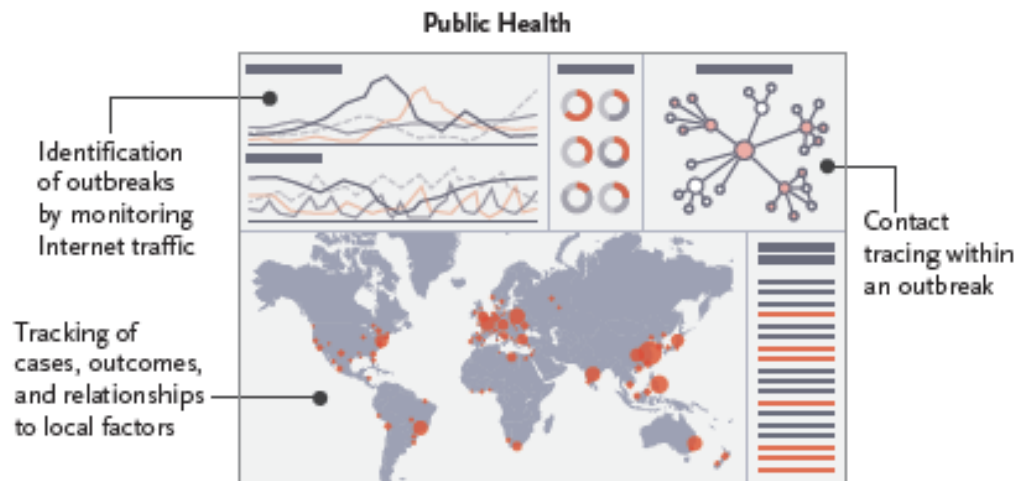 Public Health
Identification
of outbreaks
by monitoring
Internet traffic
Contact
tracing within
an outbreak
Tracking of
cases, outcomes,
and relationships
to local factors